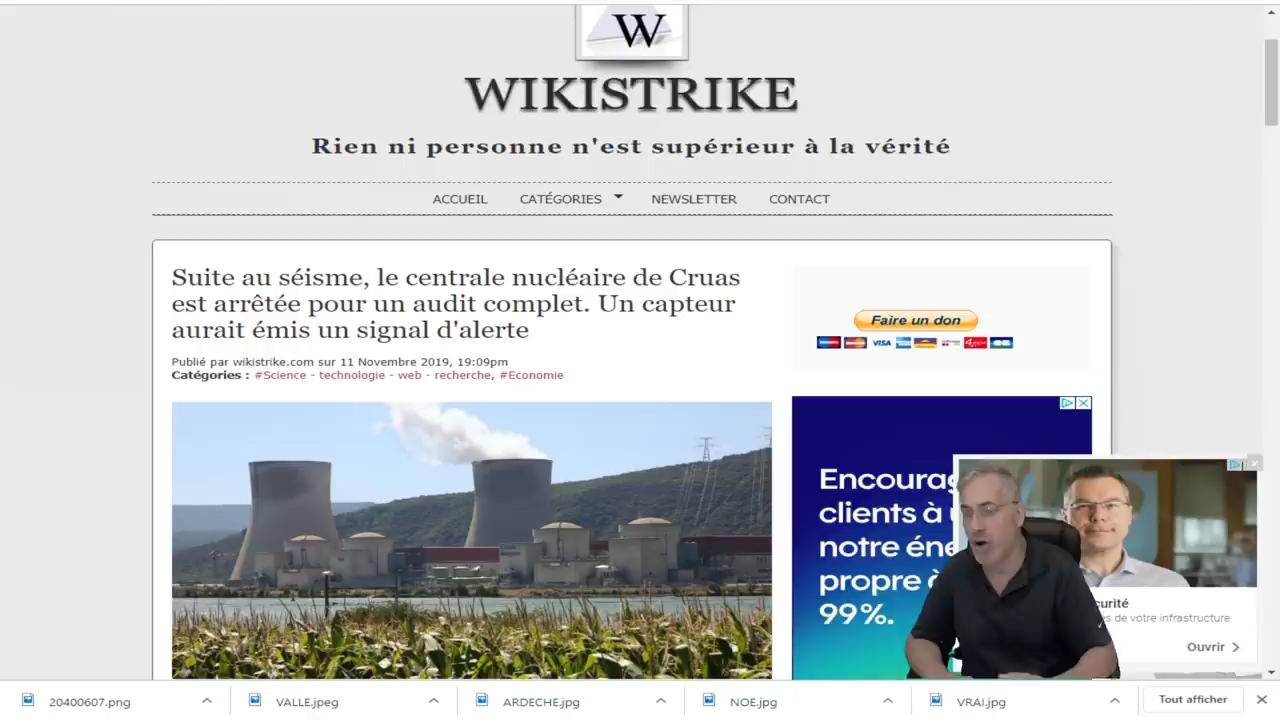 W
WIKISTRIKE
Rien ni personne n'est supérieur à la vérité
ACCUEIL CATÉGORIES NEWSLETTER CONTACT
Suite au séisme, le centrale nucléaire de Cruas
est arrêtée pour un audit complet. Un capteur
aurait émis un signal d'alerte
Publié par wikistrike.com sur 11 Novembre 2019, 19:09pm
Catégories : #Science - technologie - web - recherche, #Economie
Faire un don
VISA
Encourag
clients à
notre éne
propre à
99%.
curité
es de votre infrastructure
Ouvrir
20400607.png VALLE.jpeg ARDECHE.jpg NOE.jpg VRAI.jpg Tout afficher